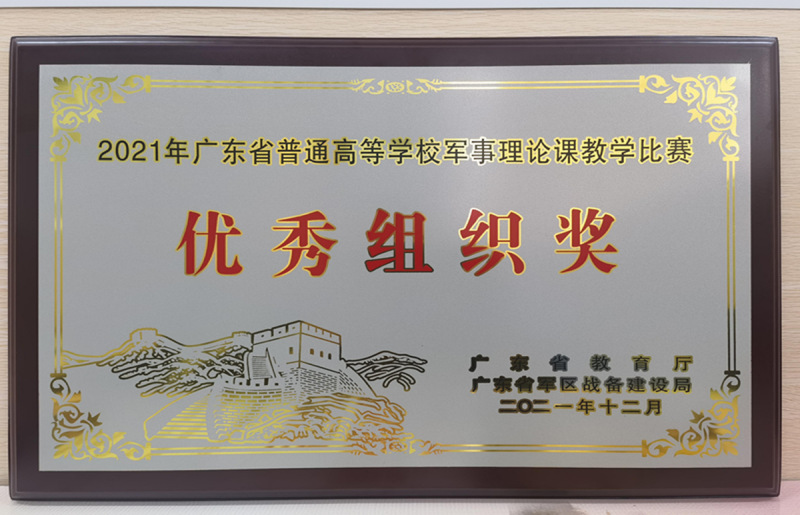 2021年广东省普通高等学校军事理论课教学比赛
优秀组织奖
广东省教育厅
广东省军区战备建设局
二〇二一年十二月